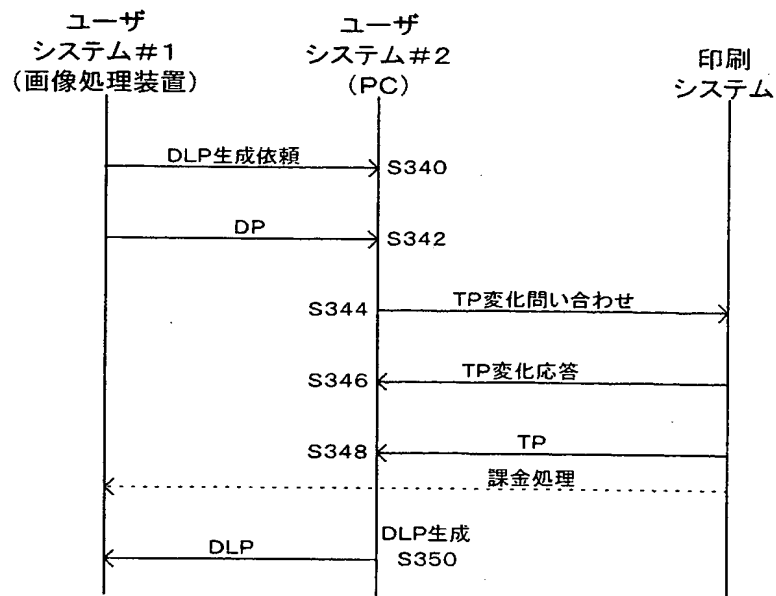 ユーザ
システム#1
(画像処理装置)
ユーザ
システム#2
(PC)
印刷
システム
DLP生成依頼
S340
DP
S342
S344
TP変化問い合わせ
S346
TP変化応答
S348
TP
課金処理
DLP生成
S350
DLP